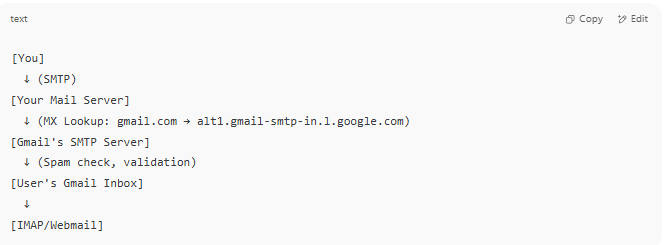 text
Copy
Edit
[You]
↓ (SMTP)
[Your Mail Server]
↓ (MX Lookup: gmail.com → alt1.gmail-smtp-in.l.google.com)
[Gmail's SMTP Server]
↓ (Spam check, validation)
[User's Gmail Inbox]
↓
[IMAP/Webmail]